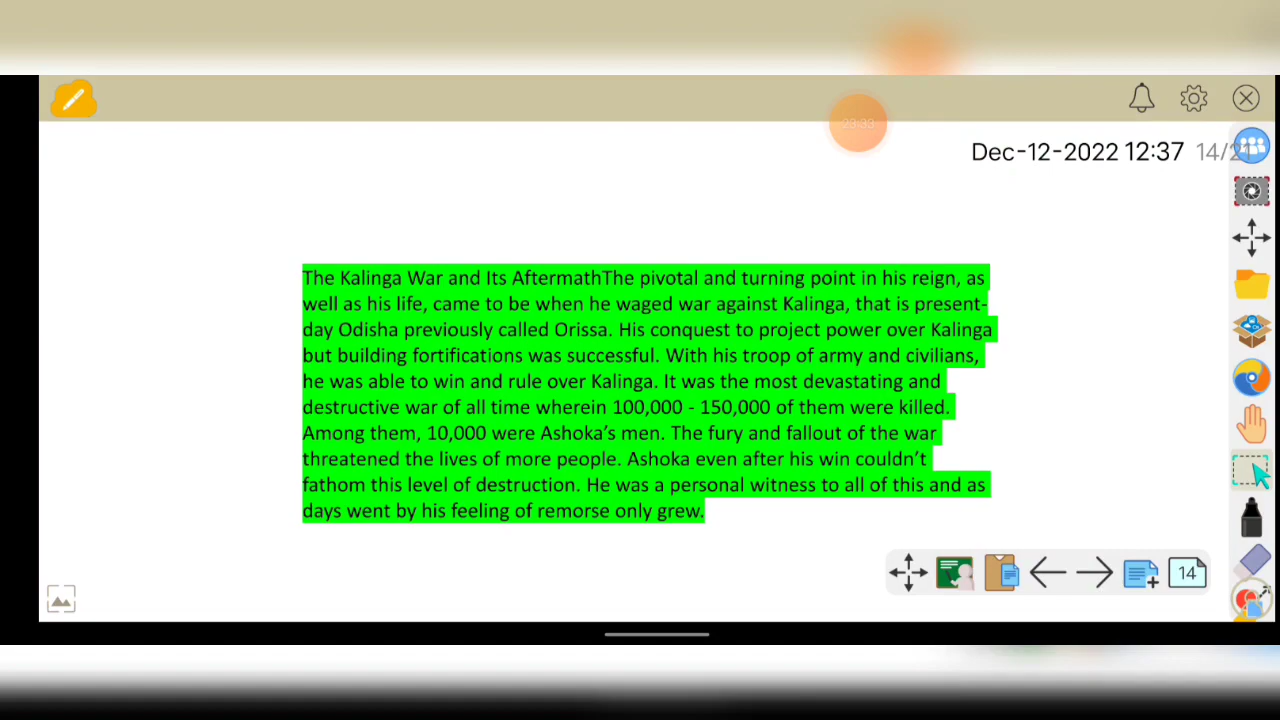 23:33
Dec-12-2022 12:37 14/21
The Kalinga War and Its AftermathThe pivotal and turning point in his reign, as
well as his life, came to be when he waged war against Kalinga, that is present-
day Odisha previously called Orissa. His conquest to project power over Kalinga
but building fortifications was successful. With his troop of army and civilians,
he was able to win and rule over Kalinga. It was the most devastating and
destructive war of all time wherein 100,000 - 150,000 of them were killed.
Among them, 10,000 were Ashoka’s men. The fury and fallout of the war
threatened the lives of more people. Ashoka even after his win couldn’t
fathom this level of destruction. He was a personal witness to all of this and as
days went by his feeling of remorse only grew.
14